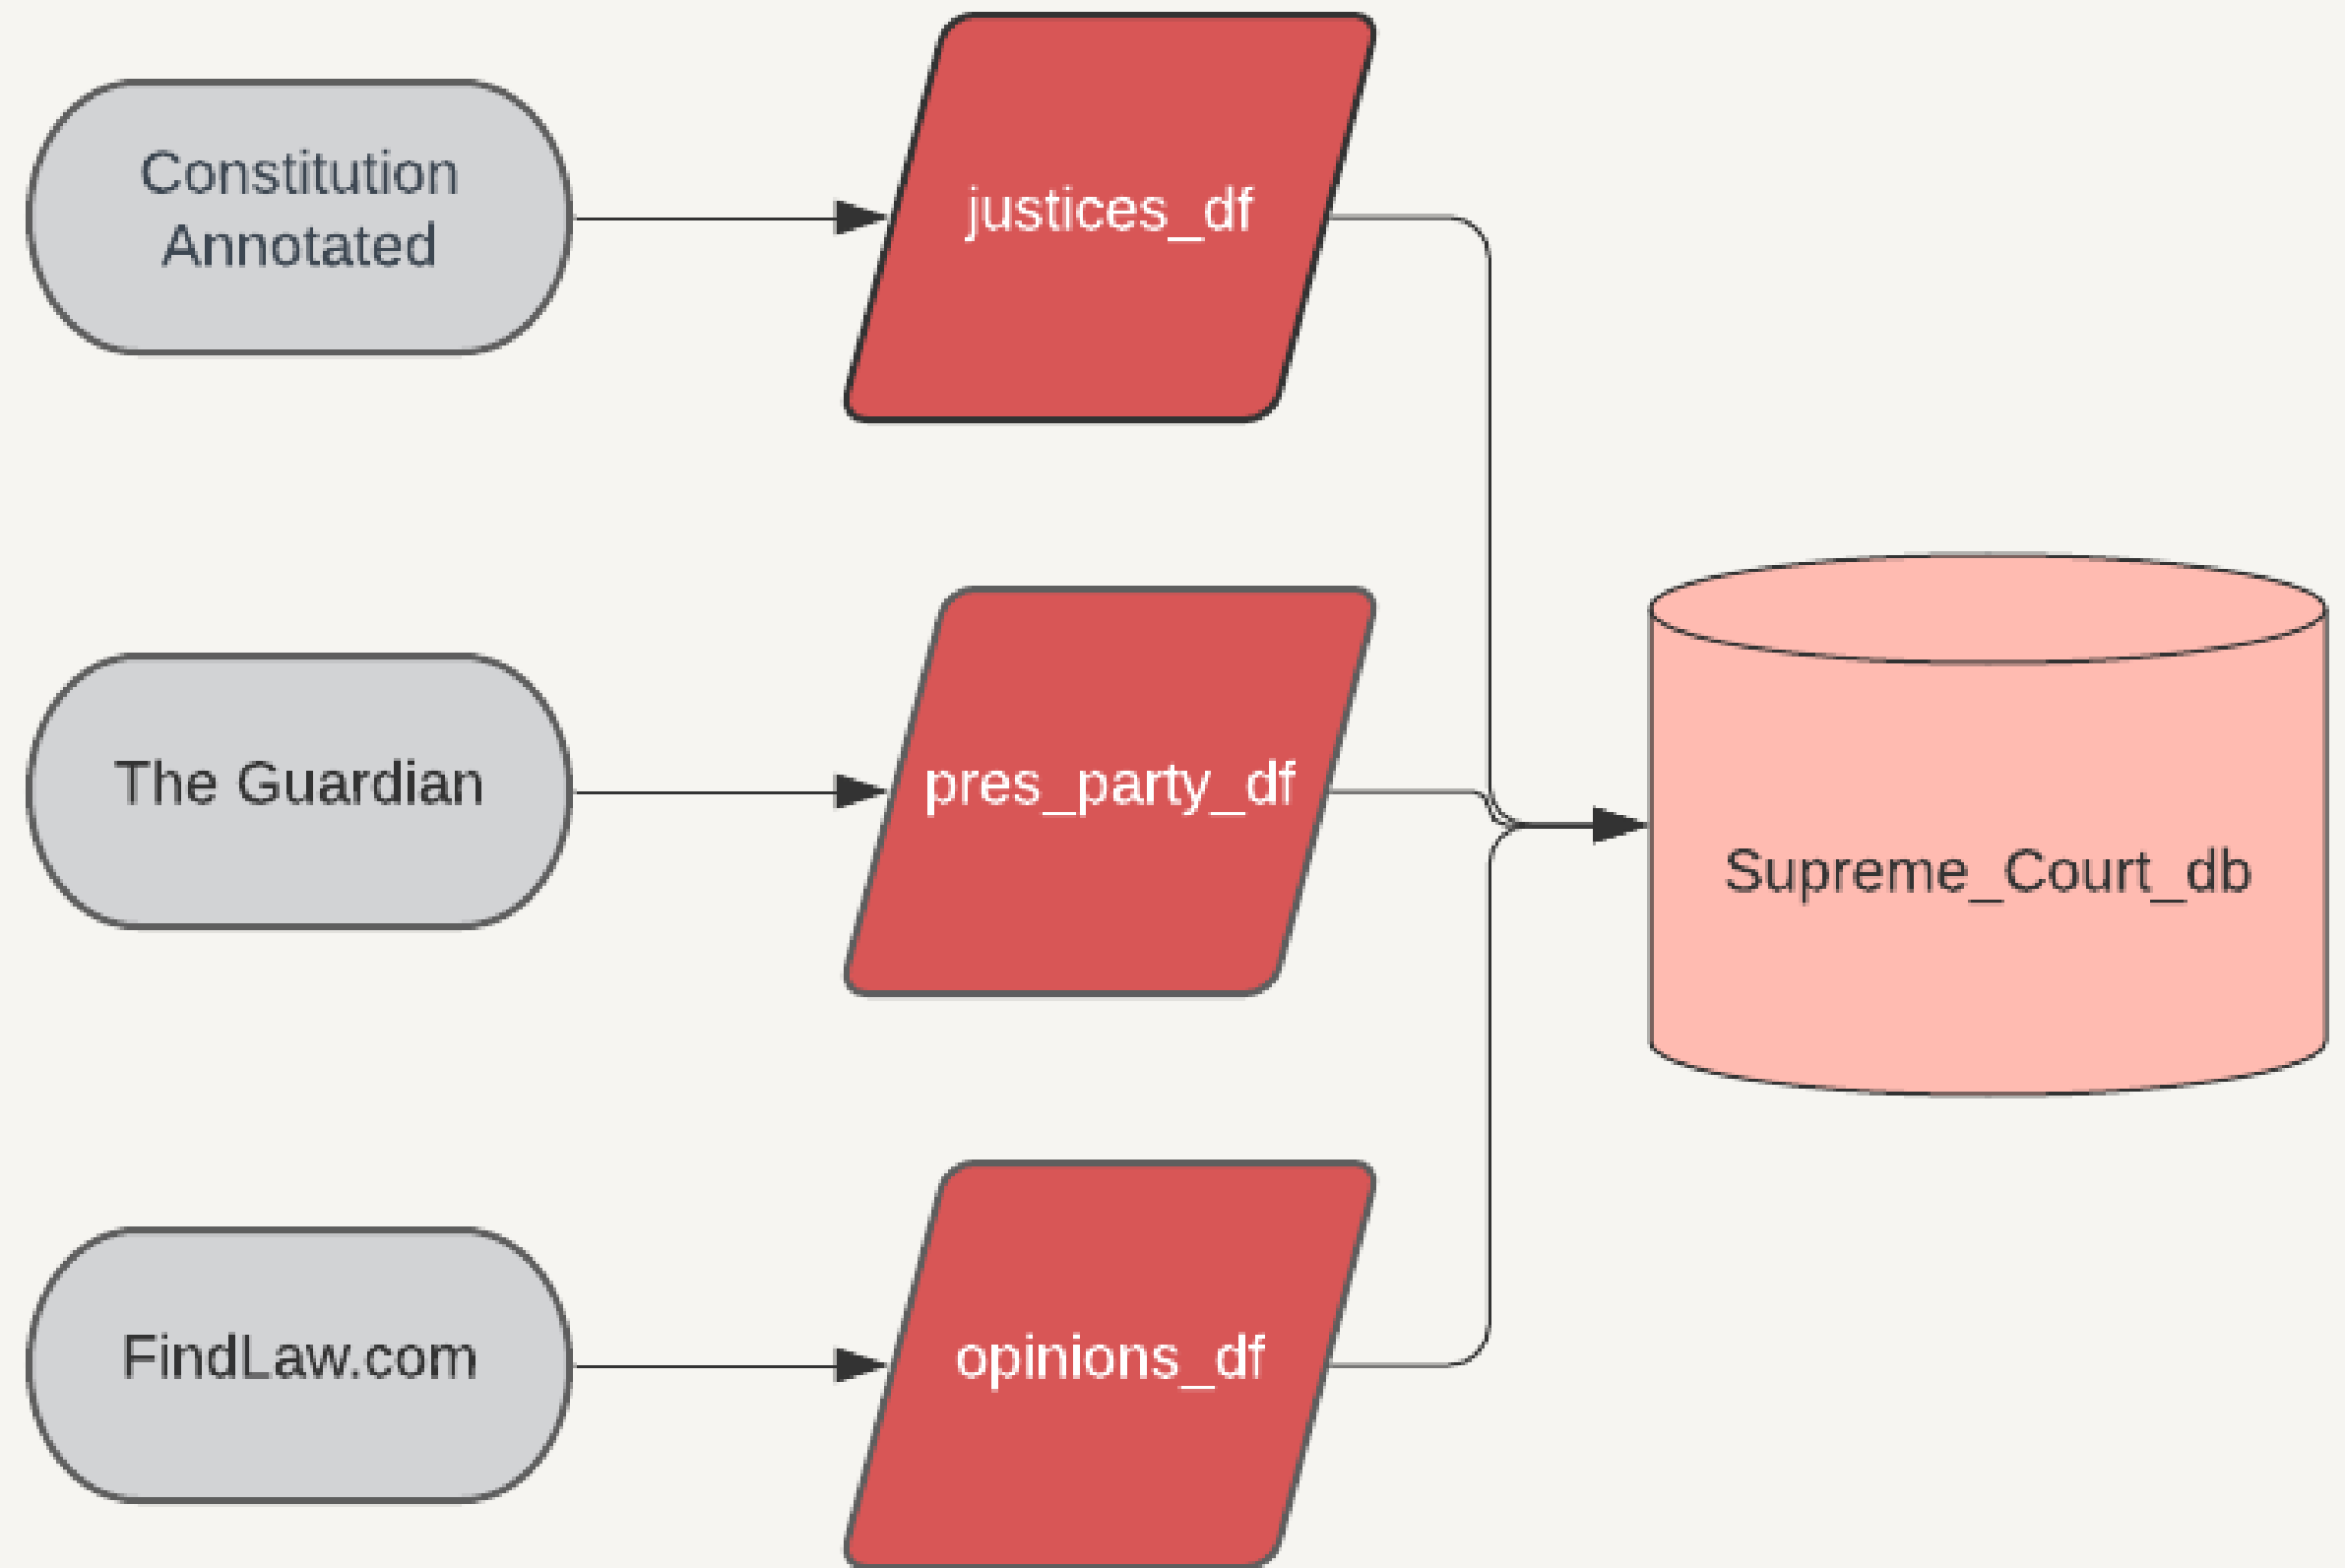 Constitution
Annotated
justices_df
The Guardian
pres_party_df
Supreme_Court_db
FindLaw.com
opinions_df